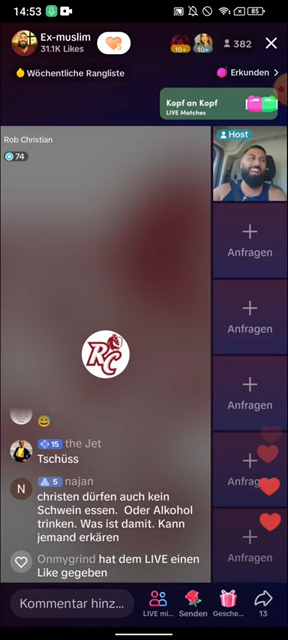 14:53
85
Ex-muslim
31.1K Likes
10+
10+
382
Wöchentliche Rangliste
Erkunden
Kopf an Kopf
LIVE Matches
Rob Christian
74
Host
RC
Anfragen
Anfragen
Anfragen
Anfragen
Anfragen
15 the Jet
Tschüss
N
5 najan
christen dürfen auch kein
Schwein essen. Oder Alkohol
trinken. Was ist damit. Kann
jemand erkären
Onmygrind hat dem LIVE einen
Like gegeben
Kommentar hinz...
LIVE mi...
Senden
Gesche...
13